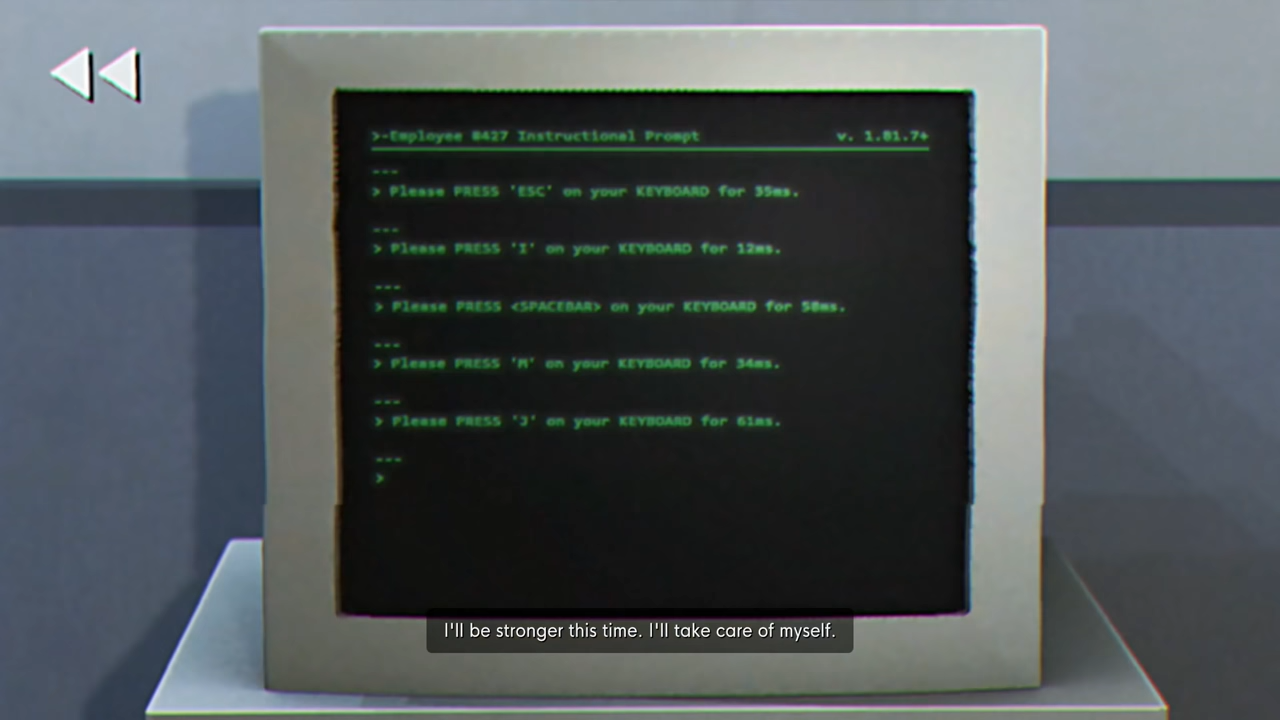 >-Employee #427 Instructional Prompt v. 1.81.7+
---
> Please PRESS 'ESC' on your KEYBOARD for 35ms.
---
> Please PRESS 'I' on your KEYBOARD for 12ms.
---
> Please PRESS <SPACEBAR> on your KEYBOARD for 58ms.
---
> Please PRESS 'M' on your KEYBOARD for 34ms.
---
> Please PRESS 'J' on your KEYBOARD for 61ms.
---
>
I'll be stronger this time. I'll take care of myself.